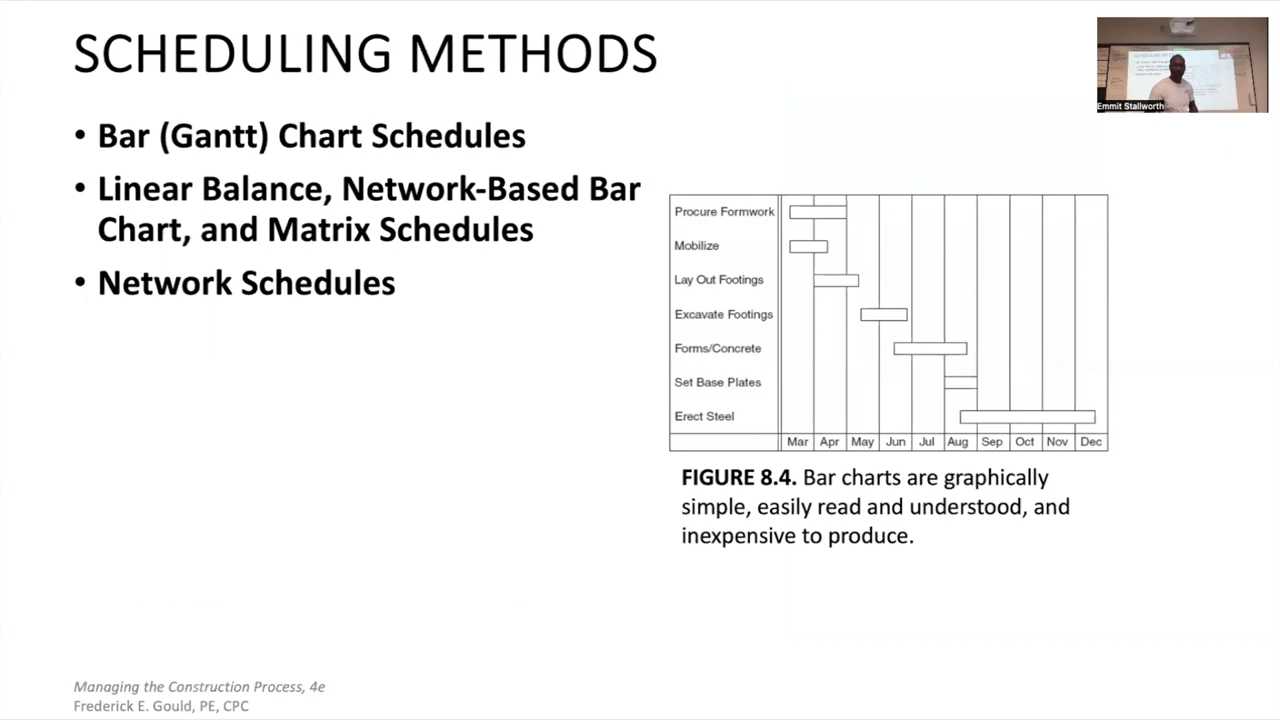 SCHEDULING METHODS
Emmit Stallworth
• Bar (Gantt) Chart Schedules
• Linear Balance, Network-Based Bar
Chart, and Matrix Schedules
• Network Schedules
Procure Formwork
Mobilize
Lay Out Footings
Excavate Footings
Forms/Concrete
Set Base Plates
Erect Steel
Mar Apr May Jun Jul Aug Sep Oct Nov Dec
FIGURE 8.4. Bar charts are graphically
simple, easily read and understood, and
inexpensive to produce.
Managing the Construction Process, 4e
Frederick E. Gould, PE, CPC